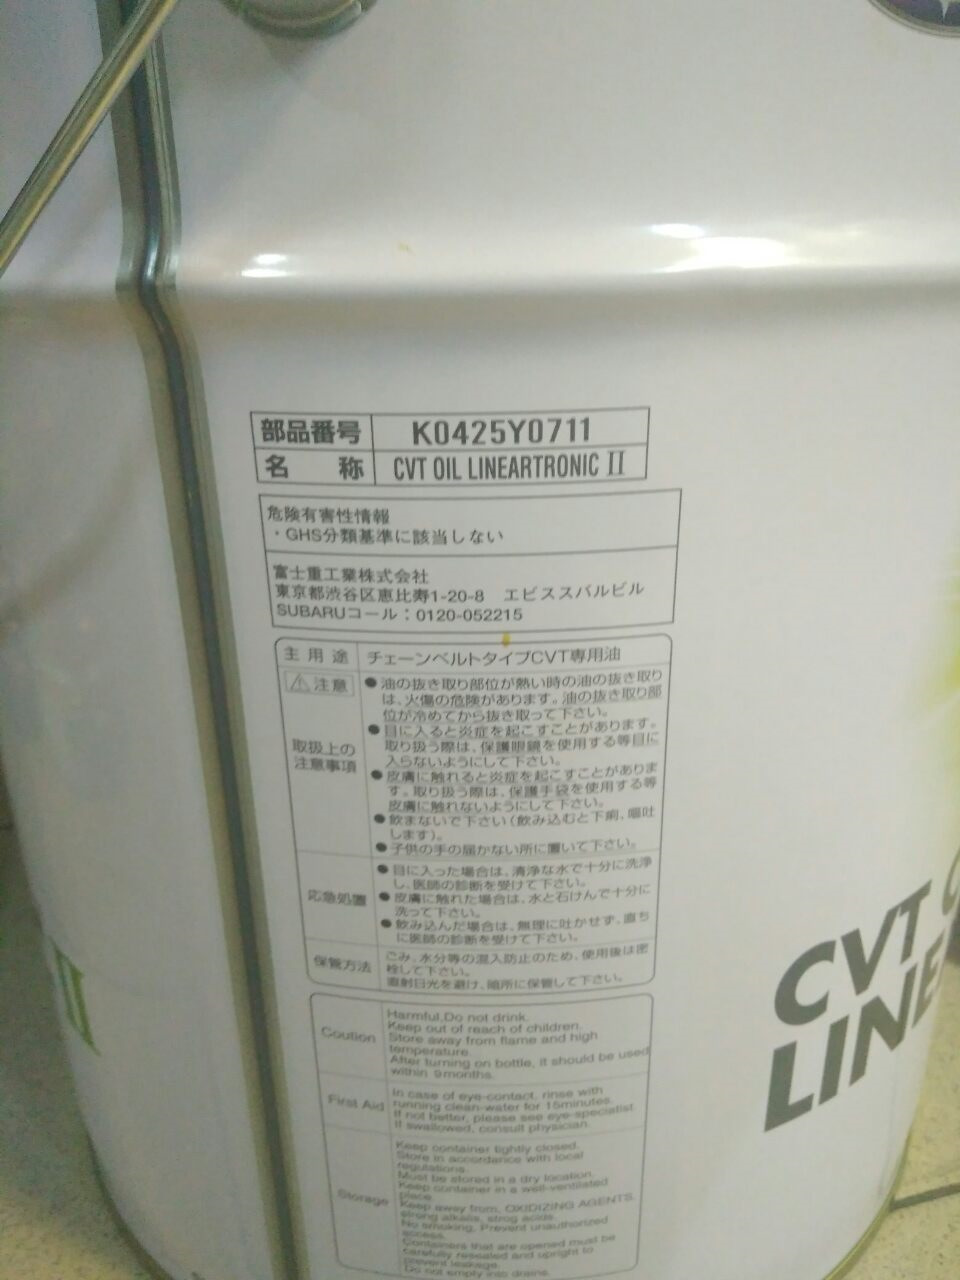 部品番号 K0425Y0711
名 称 CVT OIL LINEARTRONIC II
危険有害性情報
・GHS分類基準に該当しない
富士重工業株式会社
東京都渋谷区恵比寿1-20-8 エビススバルビル
SUBARUコール：0120-052215
主 用 途 チェーンベルトタイプCVT専用油
⚠注意
取扱上の
注意事項
●油の抜き取り部位が熱い時の油の抜き取り
は、火傷の危険があります。油の抜き取り部
位が冷めてから抜き取って下さい。
●目に入ると炎症を起こすことがあります。
取り扱う際は、保護眼鏡を使用する等目に
入らないようにして下さい。
●皮膚に触れると炎症を起こすことがありま
す。取り扱う際は、保護手袋を使用する等
皮膚に触れないようにして下さい。
●飲まないで下さい（飲み込むと下痢、嘔吐
します）。
●子供の手の届かない所に置いて下さい。
応急処置
●目に入った場合は、清浄な水で十分に洗浄
し、医師の診断を受けて下さい。
●皮膚に触れた場合は、水と石けんで十分に
洗って下さい。
●飲み込んだ場合は、無理に吐かせず、直ち
に医師の診断を受けて下さい。
保管方法
ごみ、水分等の混入防止のため、使用後は密
栓して下さい。
直射日光を避け、暗所に保管して下さい。
Coution
Harmful,Do not drink.
Keep out of reach of children.
Store away from flame and high
temperature.
After turning on bottle, it should be used
within 9months.
First Aid
In case of eye-contact, rinse with
running clean-water for 15minutes.
If not better, please see eye-specialist.
If swallowed, consult physician.
Storage
Keep container tightly closed.
Store in accordance with local
regulations.
Must be stored in a dry location.
Keep container in a well-ventilated
place.
Keep away from, OXIDIZING AGENTS,
strong alkalis, strog acids.
No smoking, Prevent unauthorized
access.
Containers that are opened must be
carefully resealed and upright to
prevent leakage.
Do not empty into drains.
CVT
LINE
II